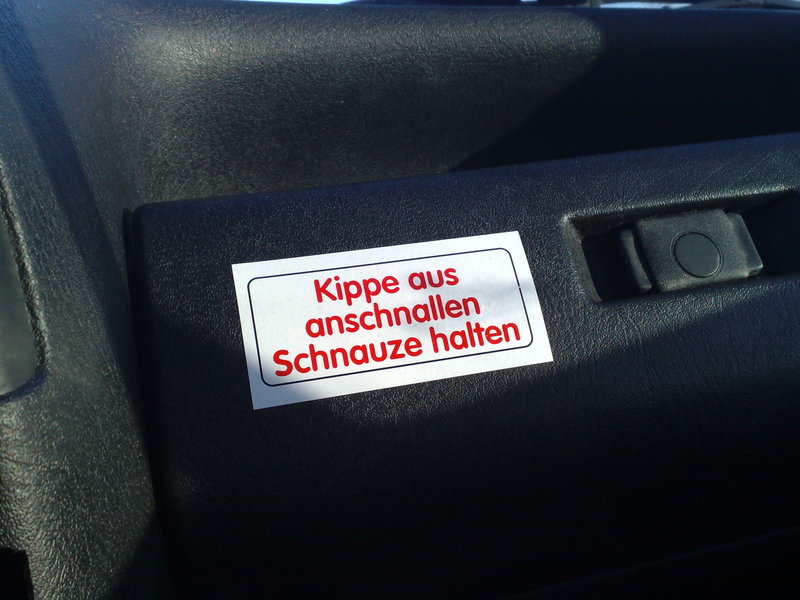 Kippe aus
anschnallen
Schnauze halten